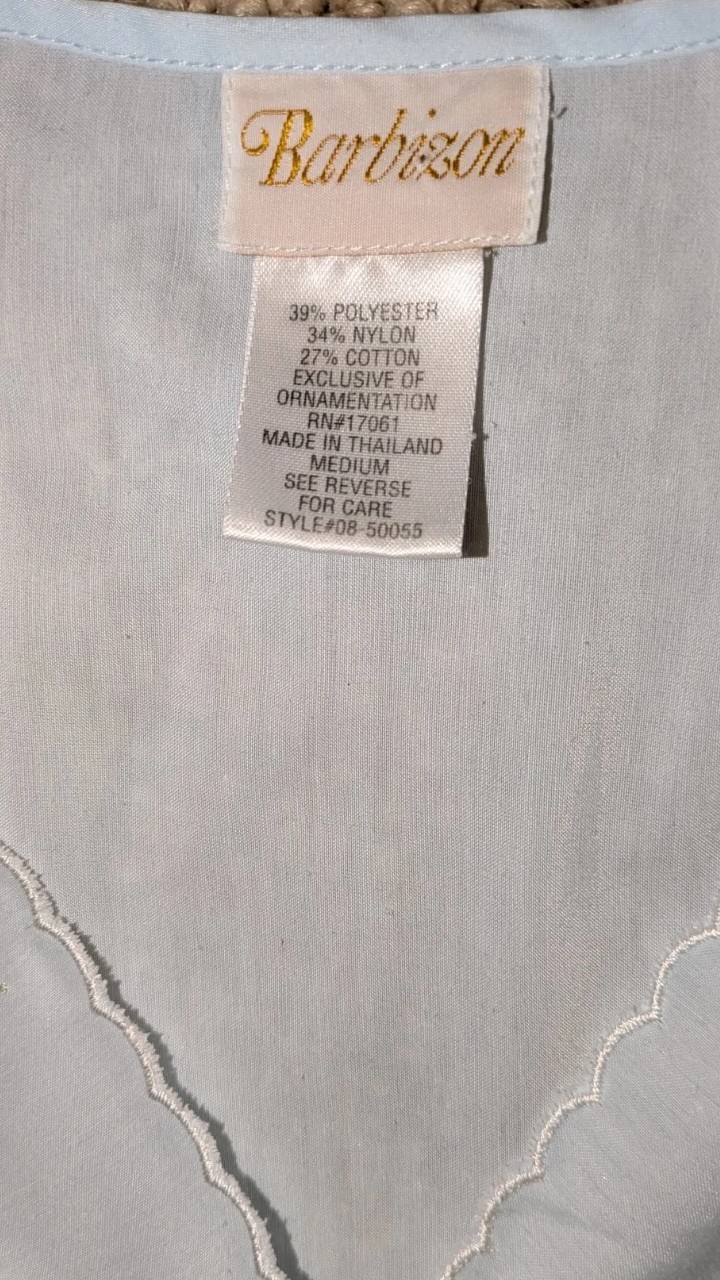 Barbizon
39% POLYESTER
34% NYLON
27% COTTON
EXCLUSIVE OF
ORNAMENTATION
RN#17061
MADE IN THAILAND
MEDIUM
SEE REVERSE
FOR CARE
STYLE#08-50055